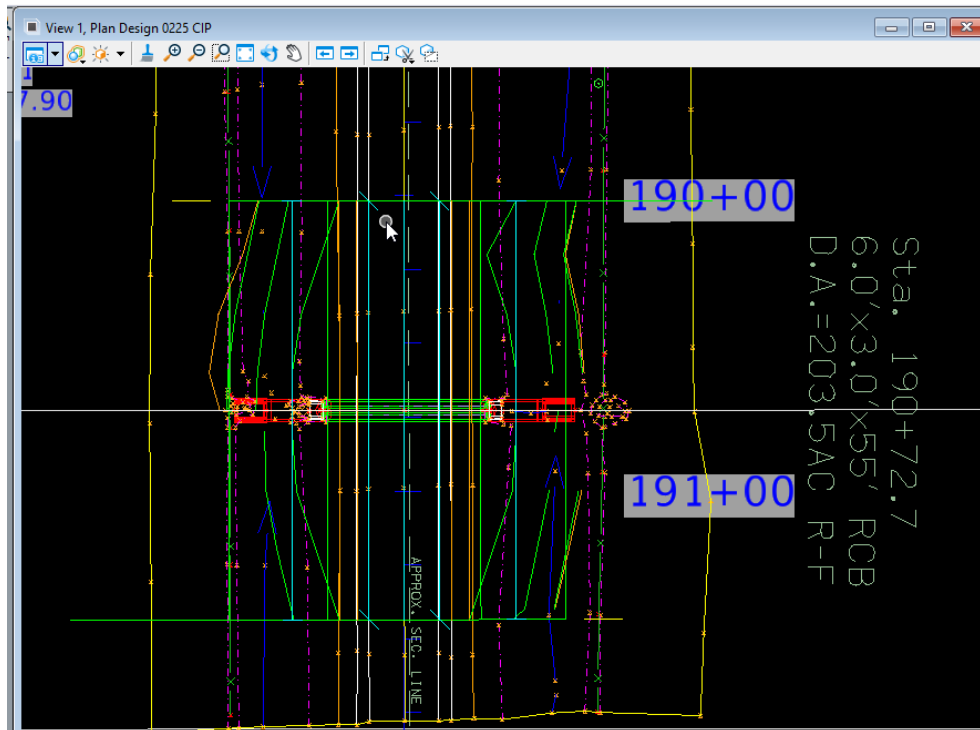 View 1, Plan Design 0225 CIP
7.90
190+00
191+00
Sta. 190+72.7
6.0'x3.0'x55' RCB
D.A.=203.5AC R-F
APPROX. SEC. LINE